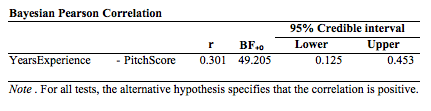 Bayesian Pearson Correlation
95% Credible interval
r BF₊₀ Lower Upper
YearsExperience - PitchScore 0.301 49.205 0.125 0.453
Note . For all tests, the alternative hypothesis specifies that the correlation is positive.